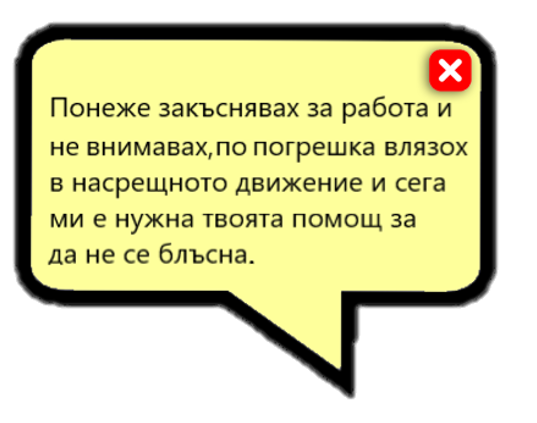 Понеже закъснявах за работа и
не внимавах,по погрешка влязох
в насрещното движение и сега
ми е нужна твоята помощ за
да не се блъсна.